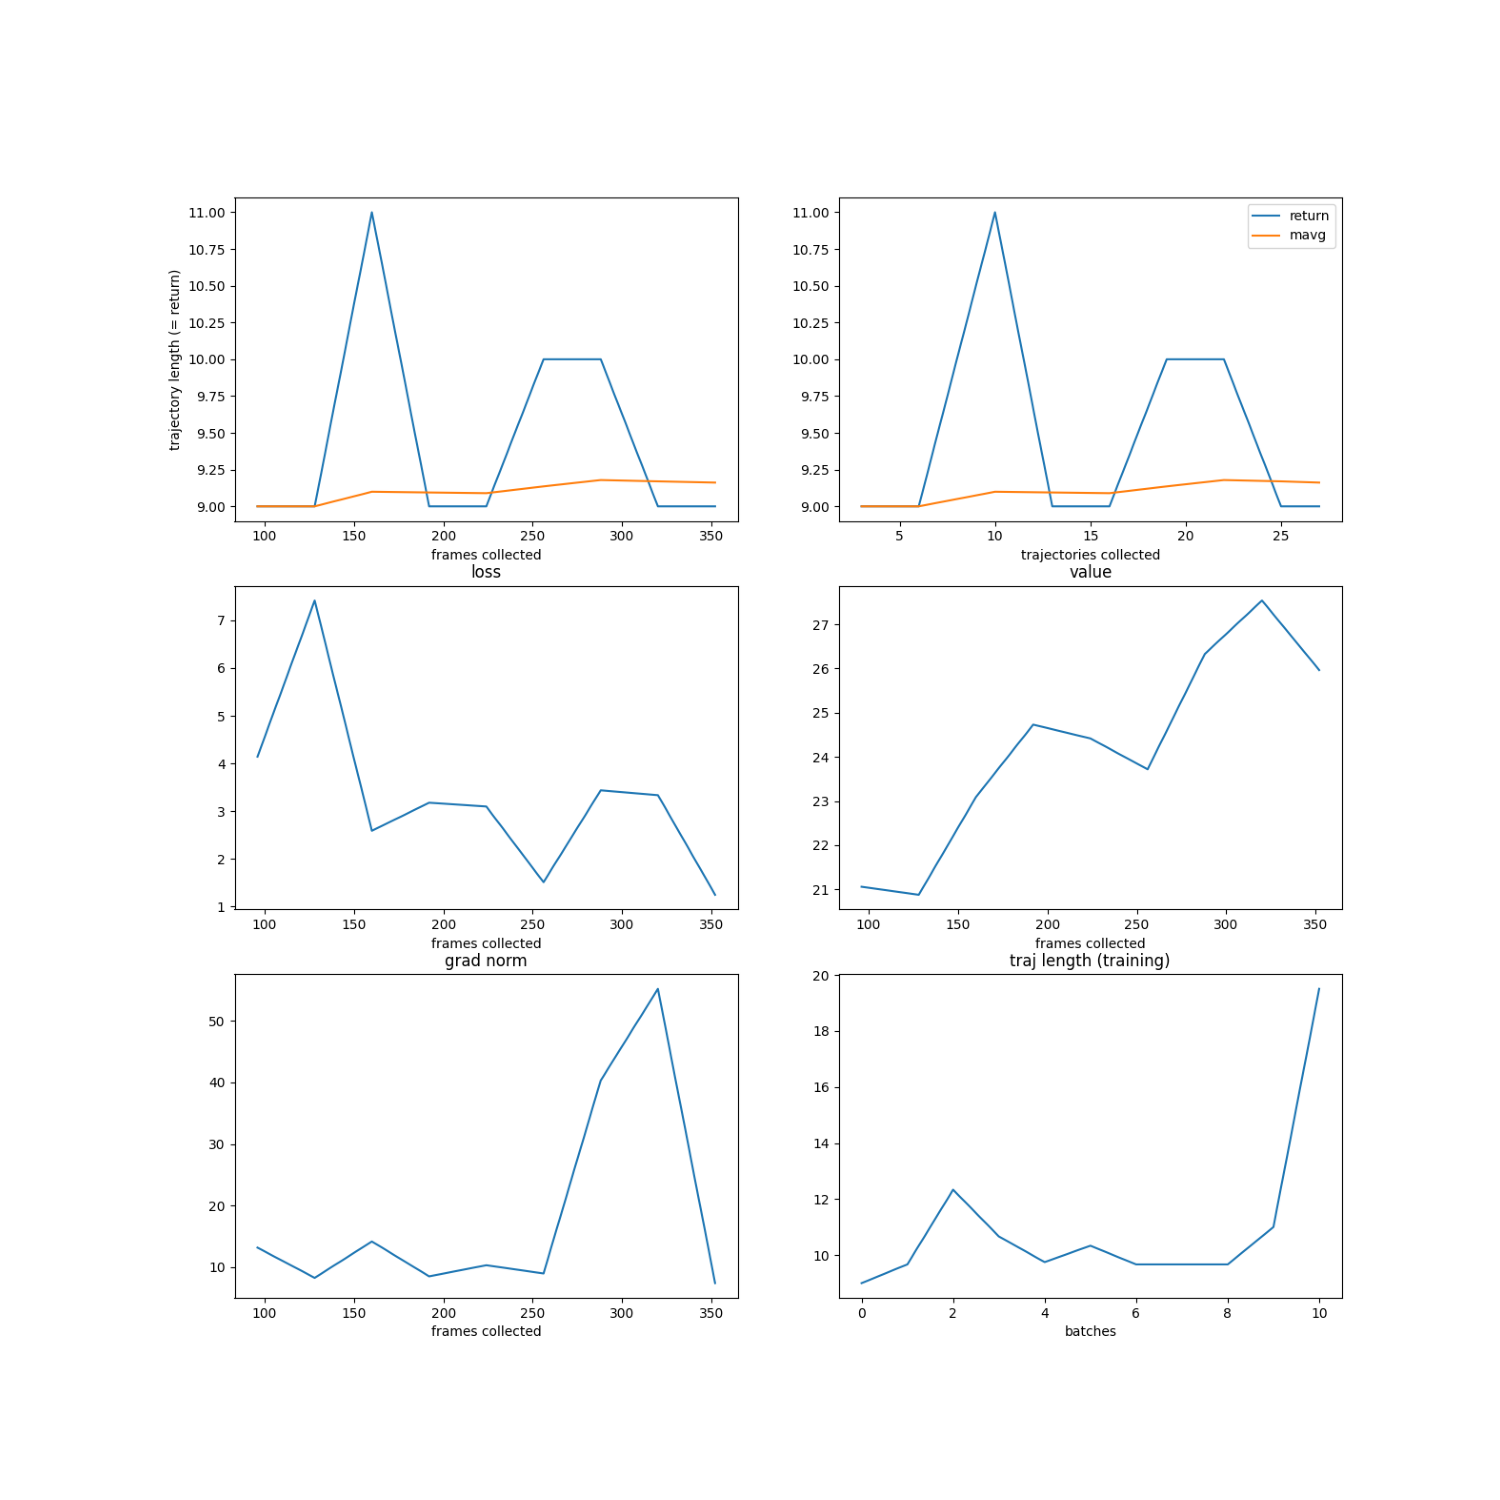 11.00
10.75
10.50
10.25
10.00
9.75
9.50
9.25
9.00
trajectory length (= return)
100 150 200 250 300 350
frames collected
return
mavg
11.00
10.75
10.50
10.25
10.00
9.75
9.50
9.25
9.00
5 10 15 20 25
trajectories collected
loss
7
6
5
4
3
2
1
100 150 200 250 300 350
frames collected
value
27
26
25
24
23
22
21
100 150 200 250 300 350
frames collected
grad norm
50
40
30
20
10
100 150 200 250 300 350
frames collected
traj length (training)
20
18
16
14
12
10
0 2 4 6 8 10
batches